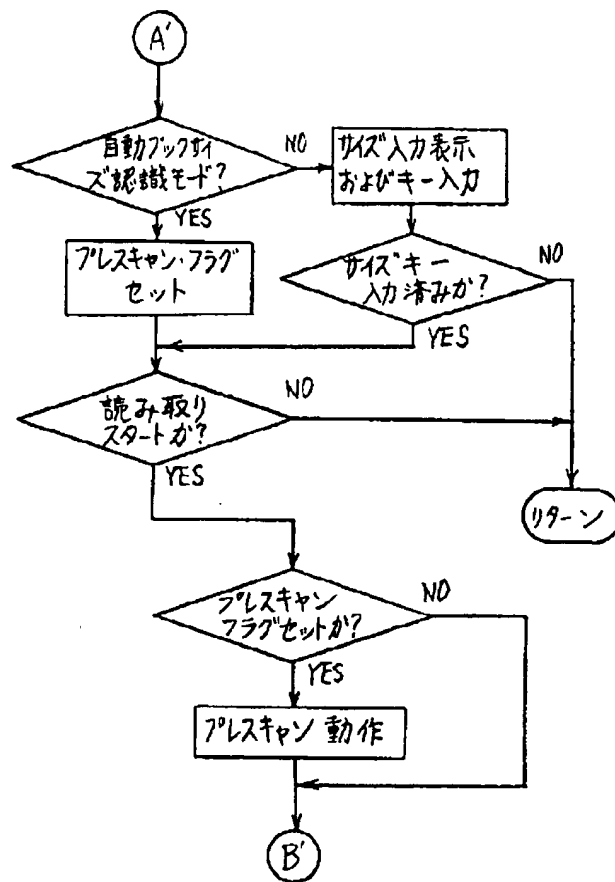 A'
自動ブックサイ
ズ認識モード?
NO
YES
サイズ入力表示
およびキー入力
プレスキャン・フラグ
セット
サイズキー
入力済みか?
NO
YES
読み取り
スタートか?
NO
YES
リターン
プレスキャン
フラグセットか?
NO
YES
プレスキャン動作
B'